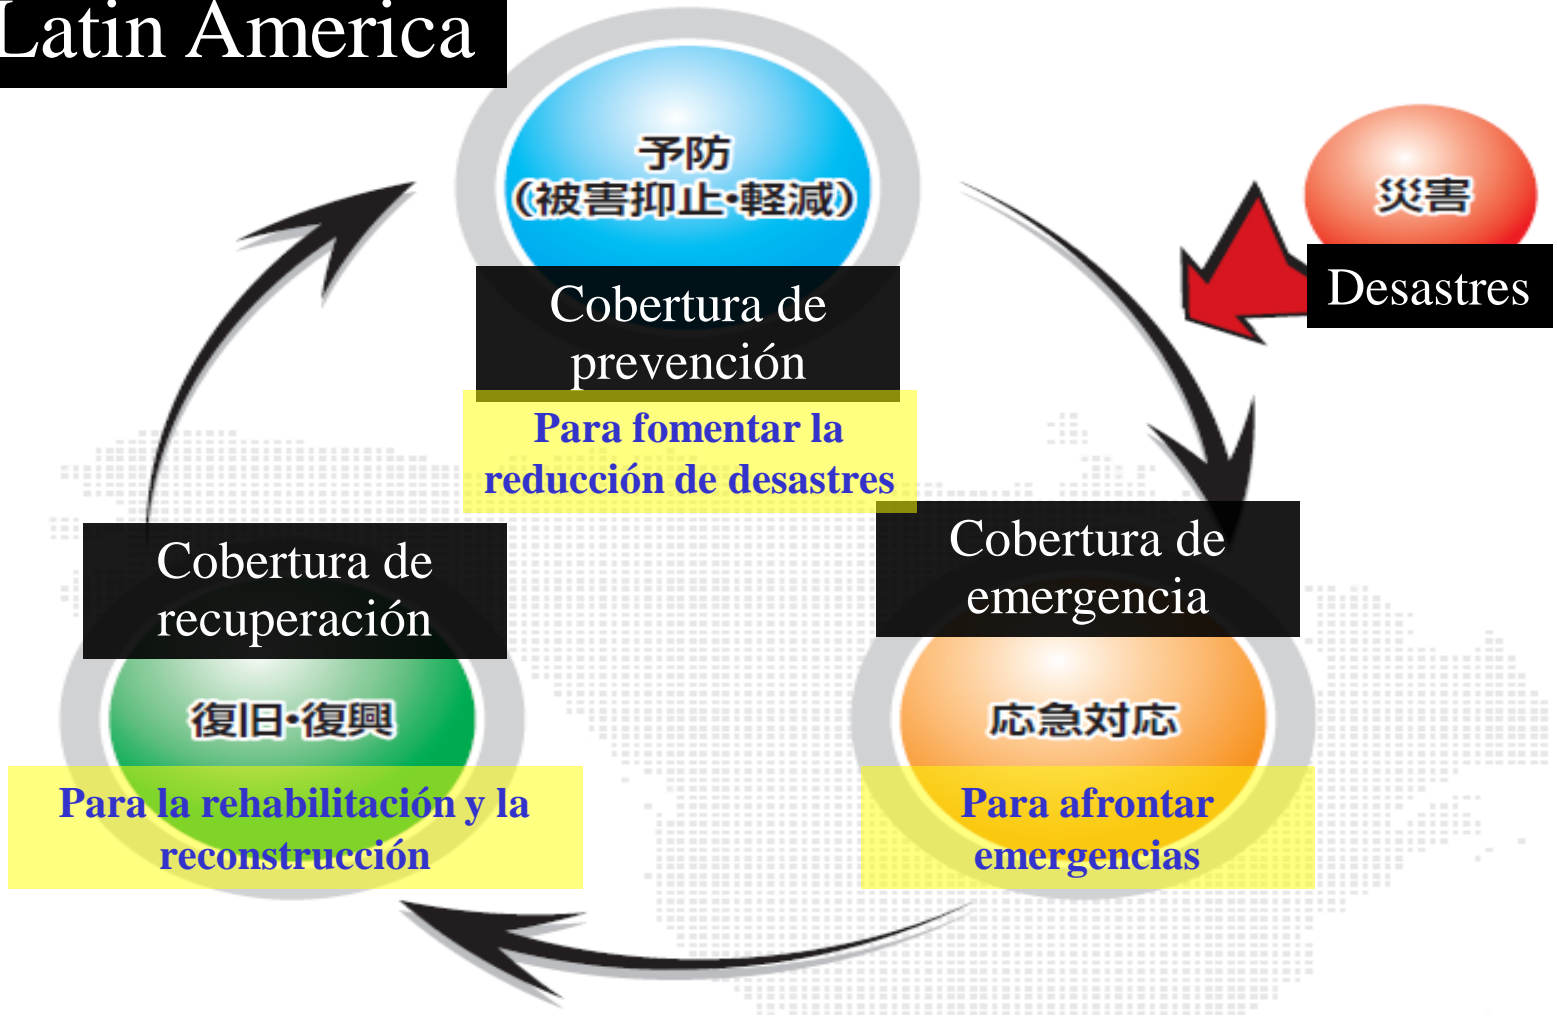 Latin America
予防
（被害抑止・軽減）
災害
Desastres
Cobertura de
prevención
Para fomentar la
reducción de desastres
Cobertura de
emergencia
Cobertura de
recuperación
復旧・復興
応急対応
Para la rehabilitación y la
reconstrucción
Para afrontar
emergencias